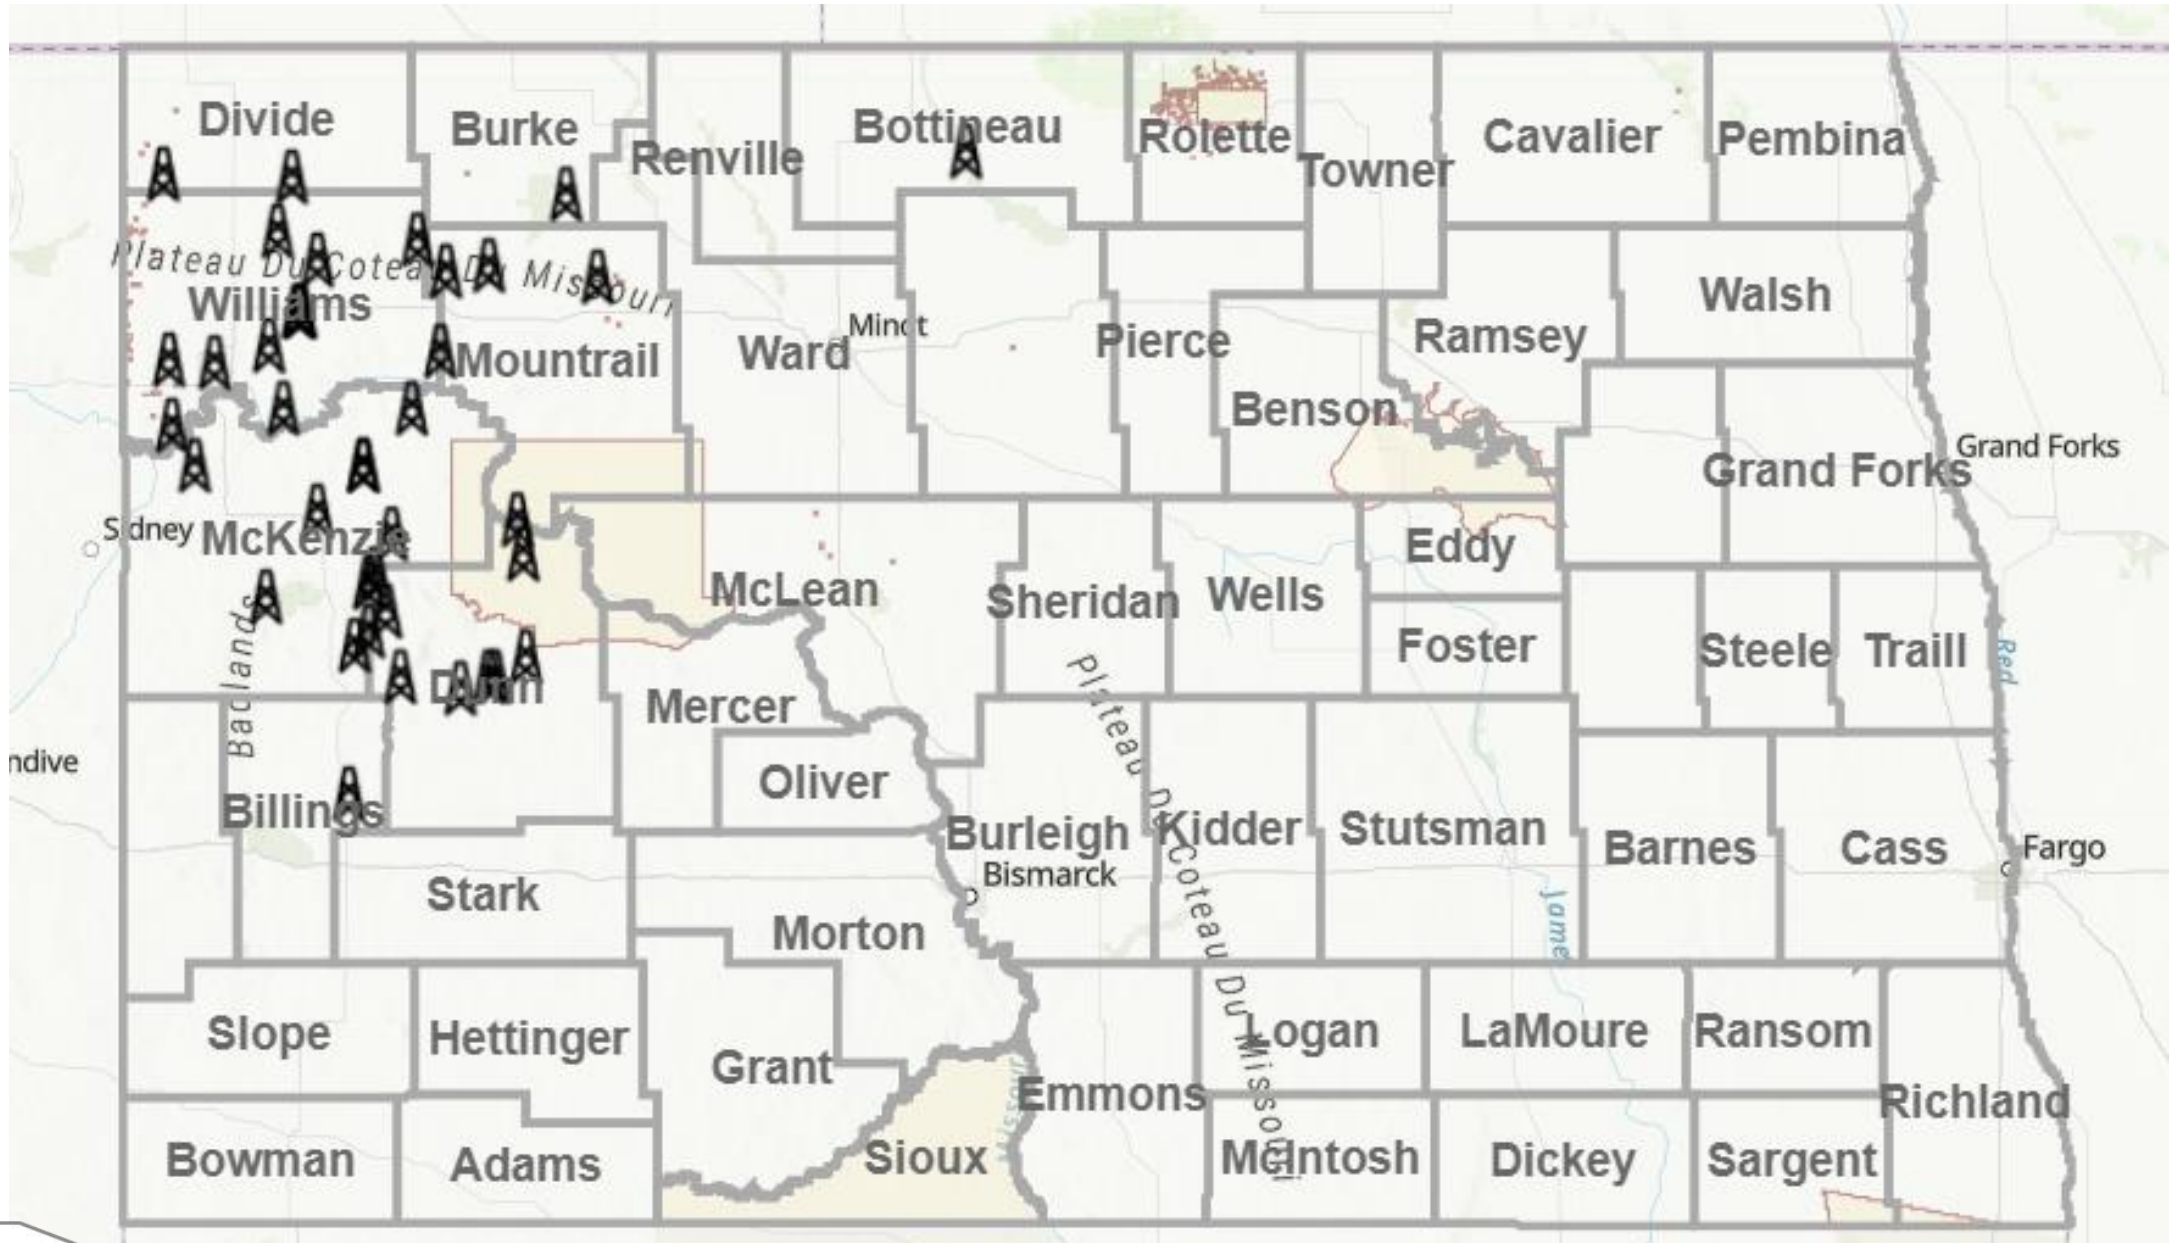 Divide
Burke
Renville
Bottineau
Rolette
Towner
Cavalier
Pembina
Plateau Du Coteau Du Missouri
Williams
Mountrail
Ward
Minot
Pierce
Benson
Ramsey
Walsh
Grand Forks
Grand Forks
Sidney
McKenzie
McLean
Sheridan
Wells
Eddy
Foster
Steele
Traill
Red
Badlands
Dunn
Mercer
Oliver
ndive
Billings
Plateau Du Coteau Du Missouri
Burleigh
Bismarck
Kidder
Stutsman
Barnes
Cass
Fargo
Stark
Morton
Jame
Slope
Hettinger
Grant
Emmons
Logan
LaMoure
Ransom
Richland
Bowman
Adams
Sioux
McIntosh
Dickey
Sargent